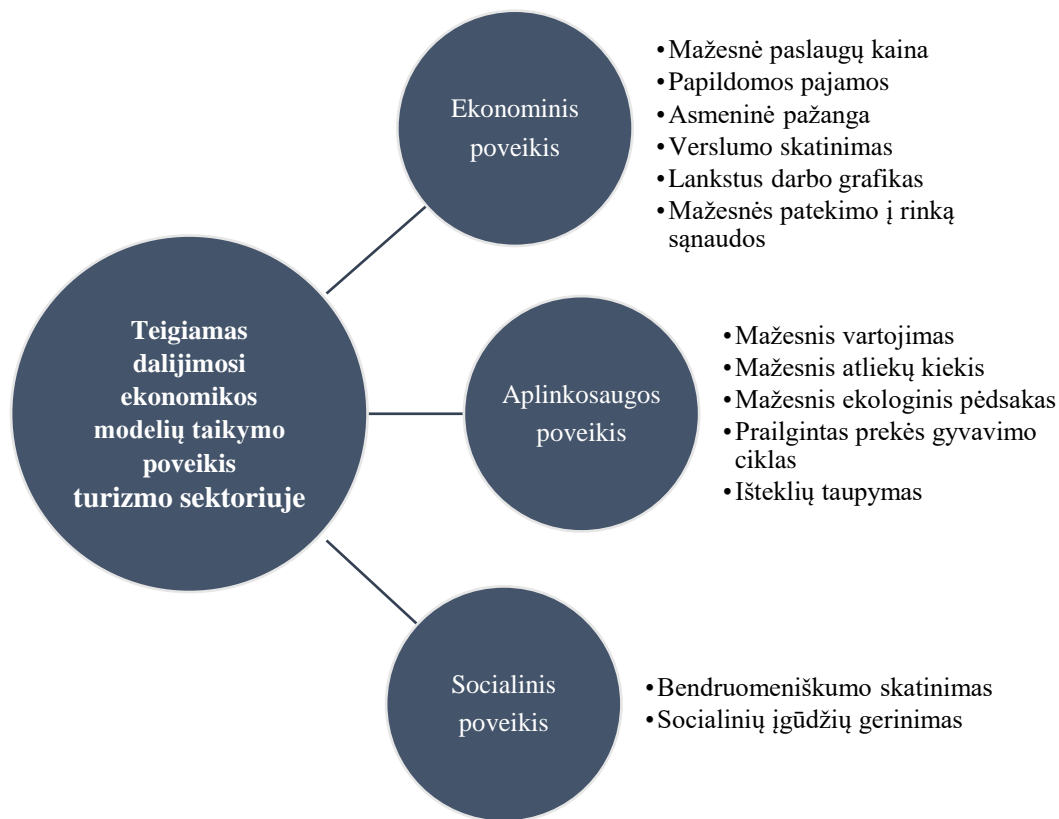 Teigiamas
dalijimosi
ekonomikos
modelių taikymo
poveikis
turizmo sektoriuje
Ekonominis
poveikis
•Mažesnė paslaugų kaina
•Papildomos pajamos
•Asmeninė pažanga
•Verslumo skatinimas
•Lankstus darbo grafikas
•Mažesnės patekimo į rinką
sąnaudos
Aplinkosaugos
poveikis
•Mažesnis vartojimas
•Mažesnis atliekų kiekis
•Mažesnis ekologinis pėdsakas
•Prailgintas prekės gyvavimo
ciklas
•Išteklių taupymas
Socialinis
poveikis
•Bendruomeniškumo skatinimas
•Socialinių įgūdžių gerinimas